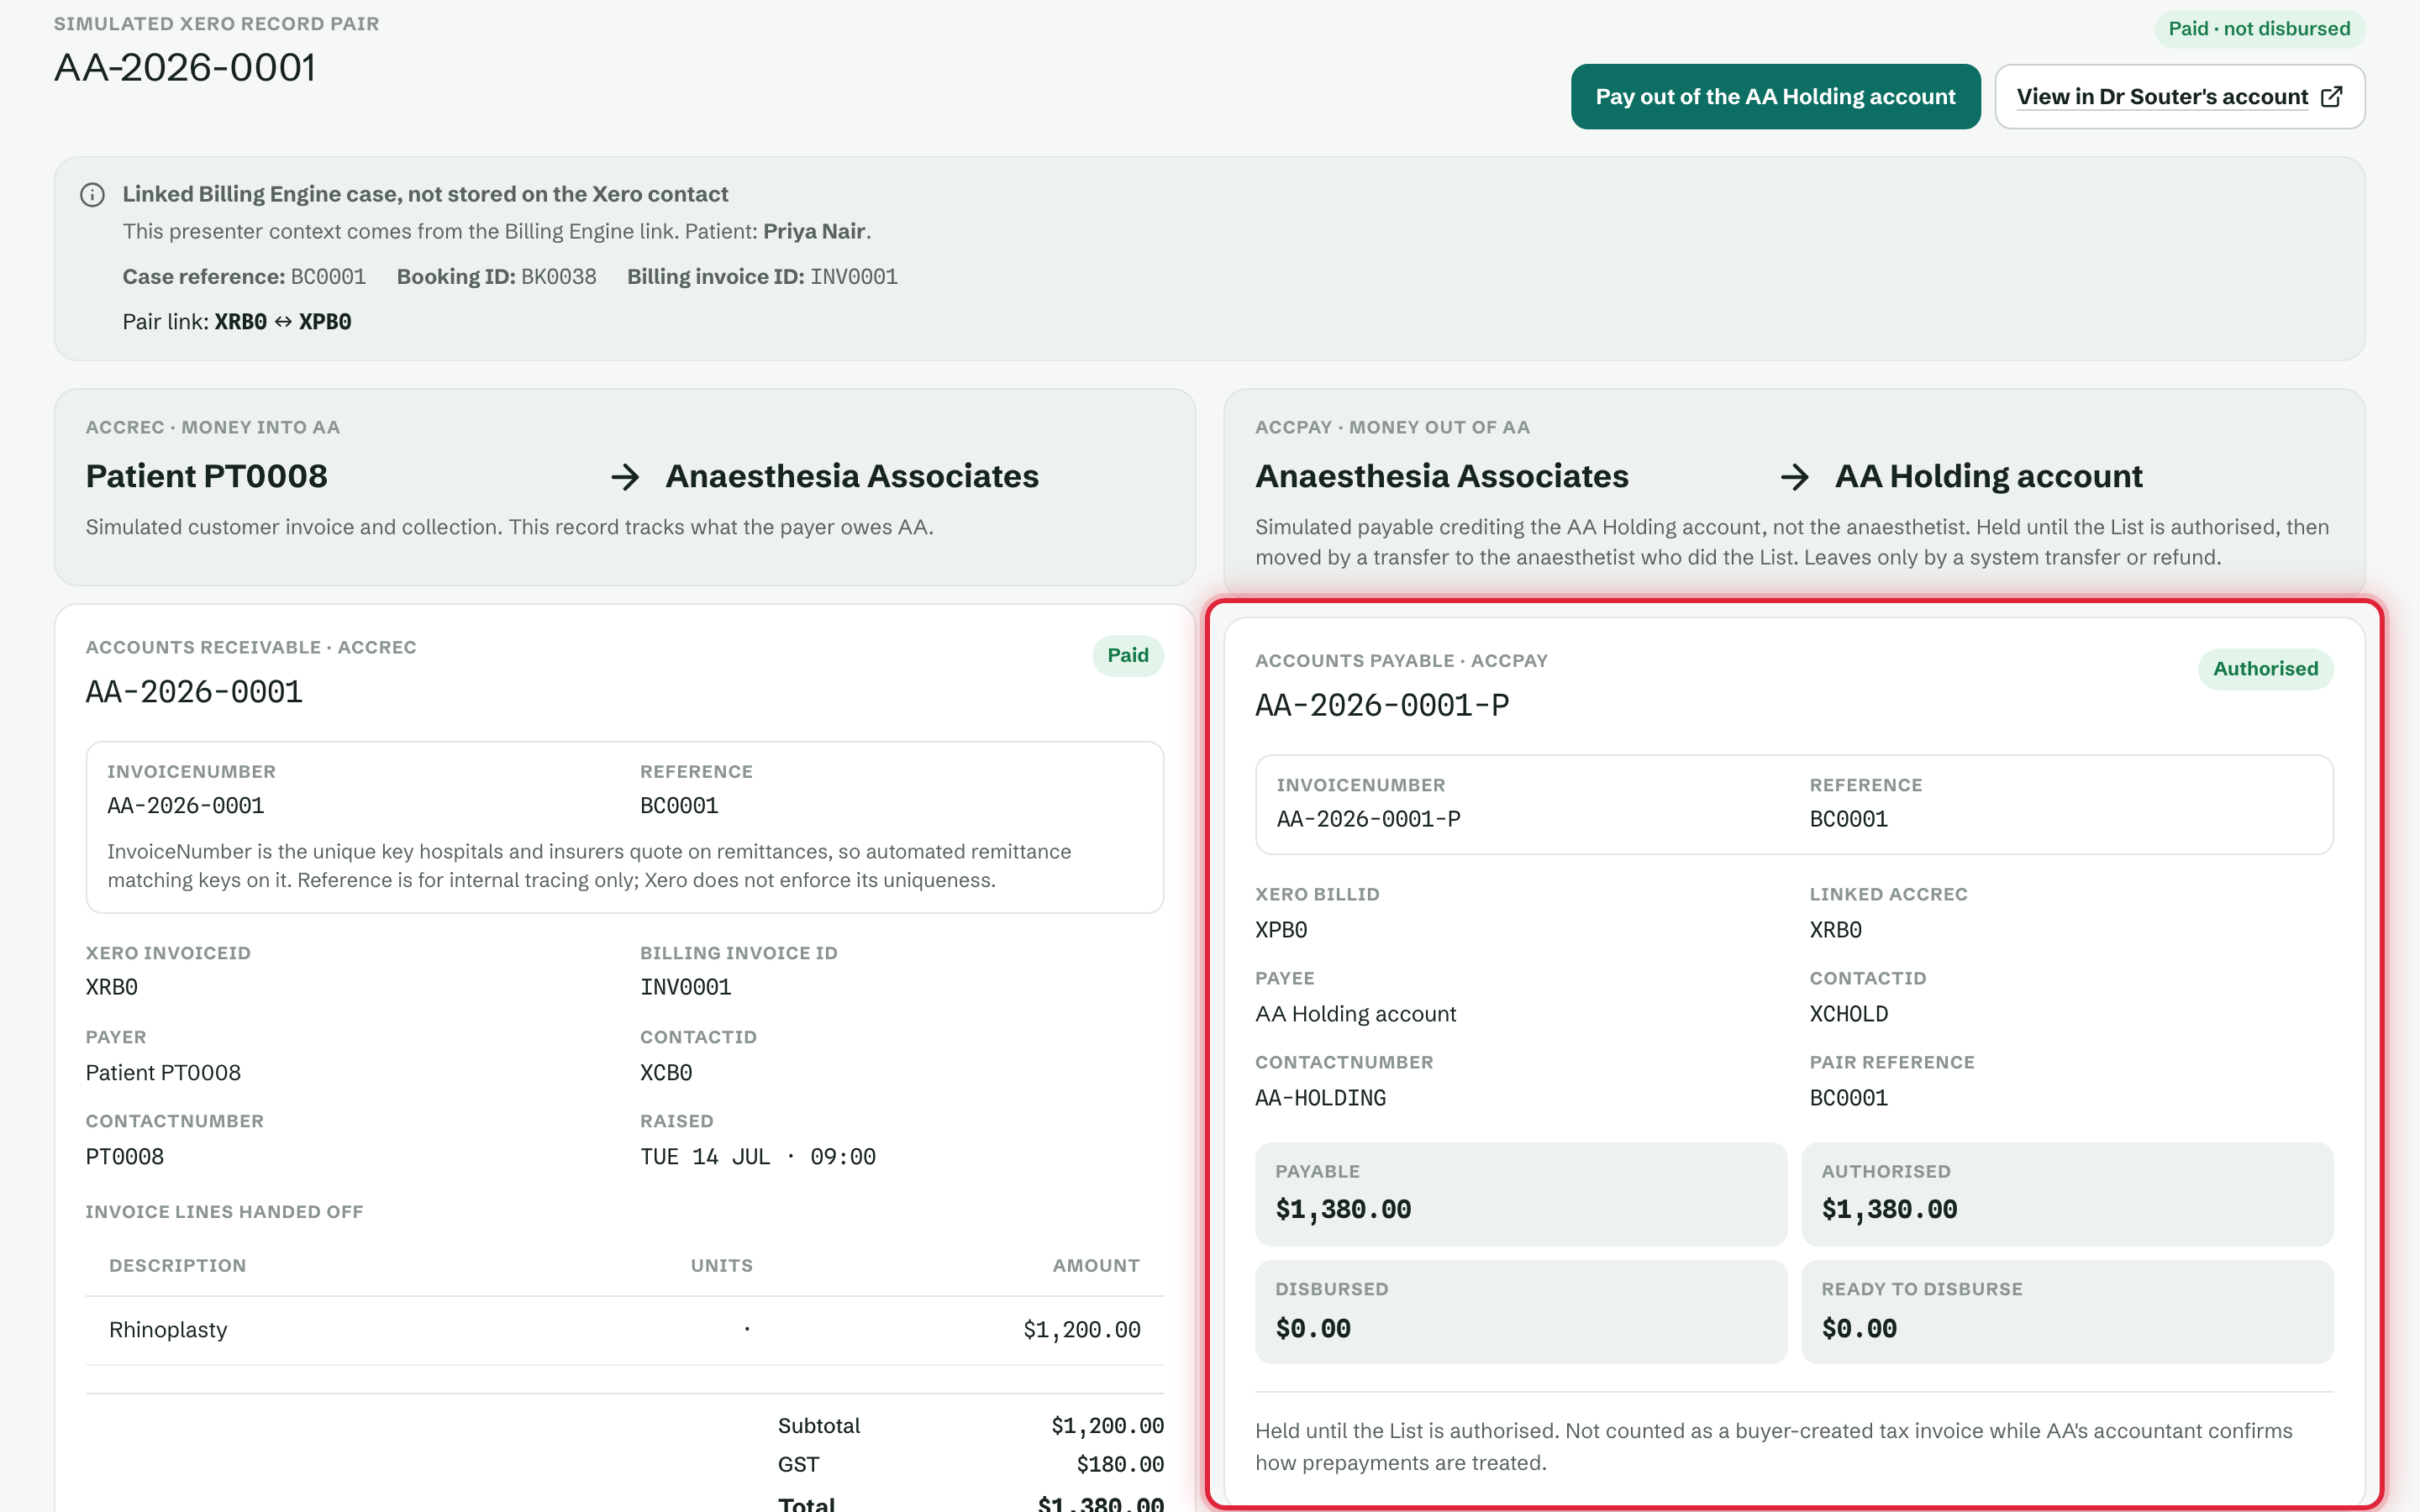 SIMULATED XERO RECORD PAIR
AA-2026-0001
Paid · not disbursed
Pay out of the AA Holding account
View in Dr Souter's account
Linked Billing Engine case, not stored on the Xero contact
This presenter context comes from the Billing Engine link. Patient: Priya Nair.
Case reference: BC0001 Booking ID: BK0038 Billing invoice ID: INV0001
Pair link: XRB0 ↔ XPB0
ACCREC · MONEY INTO AA
Patient PT0008 → Anaesthesia Associates
Simulated customer invoice and collection. This record tracks what the payer owes AA.
ACCPAY · MONEY OUT OF AA
Anaesthesia Associates → AA Holding account
Simulated payable crediting the AA Holding account, not the anaesthetist. Held until the List is authorised, then
moved by a transfer to the anaesthetist who did the List. Leaves only by a system transfer or refund.
ACCOUNTS RECEIVABLE · ACCREC
Paid
AA-2026-0001
INVOICENUMBER REFERENCE
AA-2026-0001 BC0001
InvoiceNumber is the unique key hospitals and insurers quote on remittances, so automated remittance
matching keys on it. Reference is for internal tracing only; Xero does not enforce its uniqueness.
XERO INVOICEID BILLING INVOICE ID
XRB0 INV0001
PAYER CONTACTID
Patient PT0008 XCB0
CONTACTNUMBER RAISED
PT0008 TUE 14 JUL · 09:00
INVOICE LINES HANDED OFF
DESCRIPTION UNITS AMOUNT
Rhinoplasty · $1,200.00
Subtotal $1,200.00
GST $180.00
Total $1,380.00
ACCOUNTS PAYABLE · ACCPAY
Authorised
AA-2026-0001-P
INVOICENUMBER REFERENCE
AA-2026-0001-P BC0001
XERO BILLID LINKED ACCREC
XPB0 XRB0
PAYEE CONTACTID
AA Holding account XCHOLD
CONTACTNUMBER PAIR REFERENCE
AA-HOLDING BC0001
PAYABLE AUTHORISED
$1,380.00 $1,380.00
DISBURSED READY TO DISBURSE
$0.00 $0.00
Held until the List is authorised. Not counted as a buyer-created tax invoice while AA's accountant confirms
how prepayments are treated.